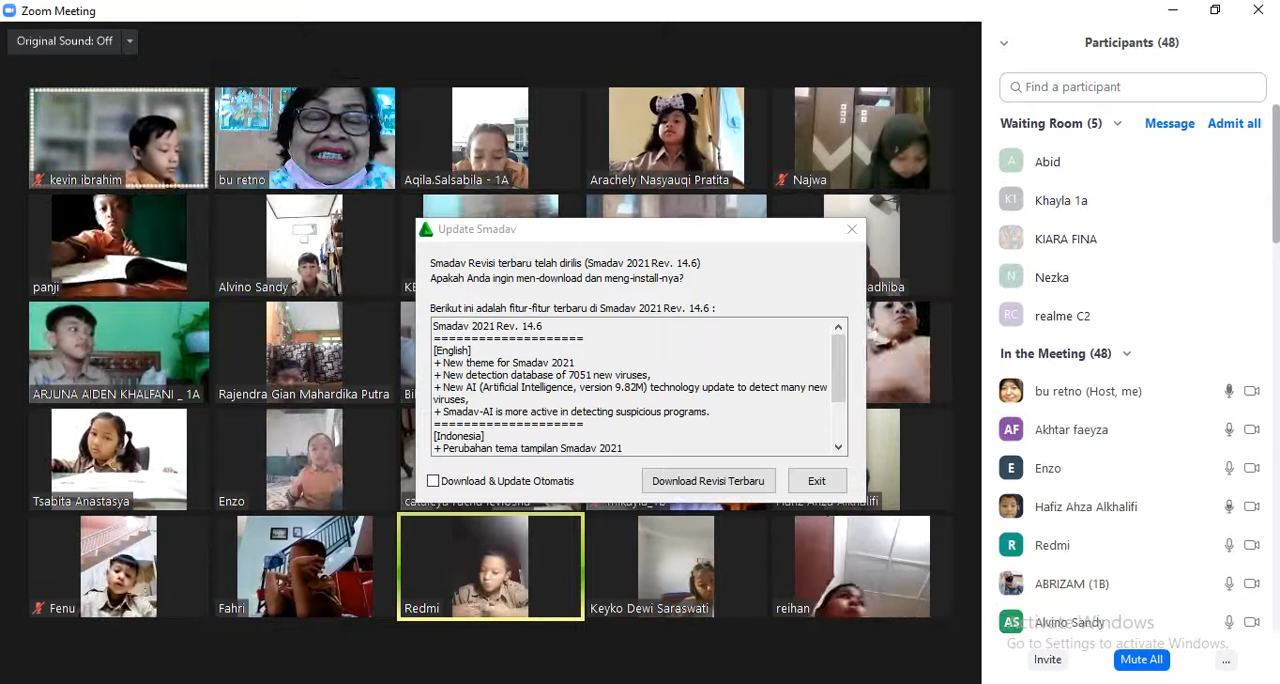 Zoom Meeting
Original Sound: Off
kevin ibrahim
bu retno
Aqila.Salsabila - 1A
Arachely Nasyauqi Pratita
Najwa
panji
Alvino Sandy
adhiba
ARJUNA AIDEN KHALFANI _ 1A
Rajendra Gian Mahardika Putra
Tsabita Anastasya
Enzo
Fenu
Fahri
Redmi
Keyko Dewi Saraswati
reihan
Update Smadav
Smadav Revisi terbaru telah dirilis (Smadav 2021 Rev. 14.6)
Apakah Anda ingin men-download dan meng-install-nya?
Berikut ini adalah fitur-fitur terbaru di Smadav 2021 Rev. 14.6 :
Smadav 2021 Rev. 14.6
====================
[English]
+ New theme for Smadav 2021
+ New detection database of 7051 new viruses,
+ New AI (Artificial Intelligence, version 9.82M) technology update to detect many new
viruses,
+ Smadav-AI is more active in detecting suspicious programs.
====================
[Indonesia]
+ Perubahan tema tampilan Smadav 2021
Download & Update Otomatis
Download Revisi Terbaru
Exit
Participants (48)
Find a participant
Waiting Room (5)
Message
Admit all
A
Abid
K1
Khayla 1a
KIARA FINA
N
Nezka
RC
realme C2
In the Meeting (48)
bu retno (Host, me)
AF
Akhtar faeyza
E
Enzo
Hafiz Ahza Alkhalifi
R
Redmi
ABRIZAM (1B)
AS
Alvino Sandy
Activate Windows
Go to Settings to activate Windows.
Invite
Mute All
...